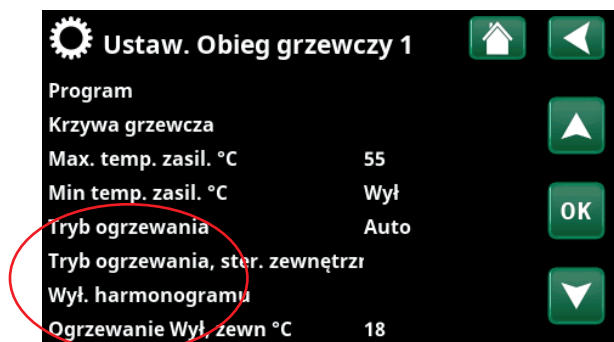 Ustaw. Obieg grzewczy 1
Program
Krzywa grzewcza
Max. temp. zasil. °C 55
Min temp. zasil. °C Wył
Tryb ogrzewania Auto
Tryb ogrzewania, ster. zewnętrzn
Wył. harmonogramu
Ogrzewanie Wył, zewn °C 18
OK